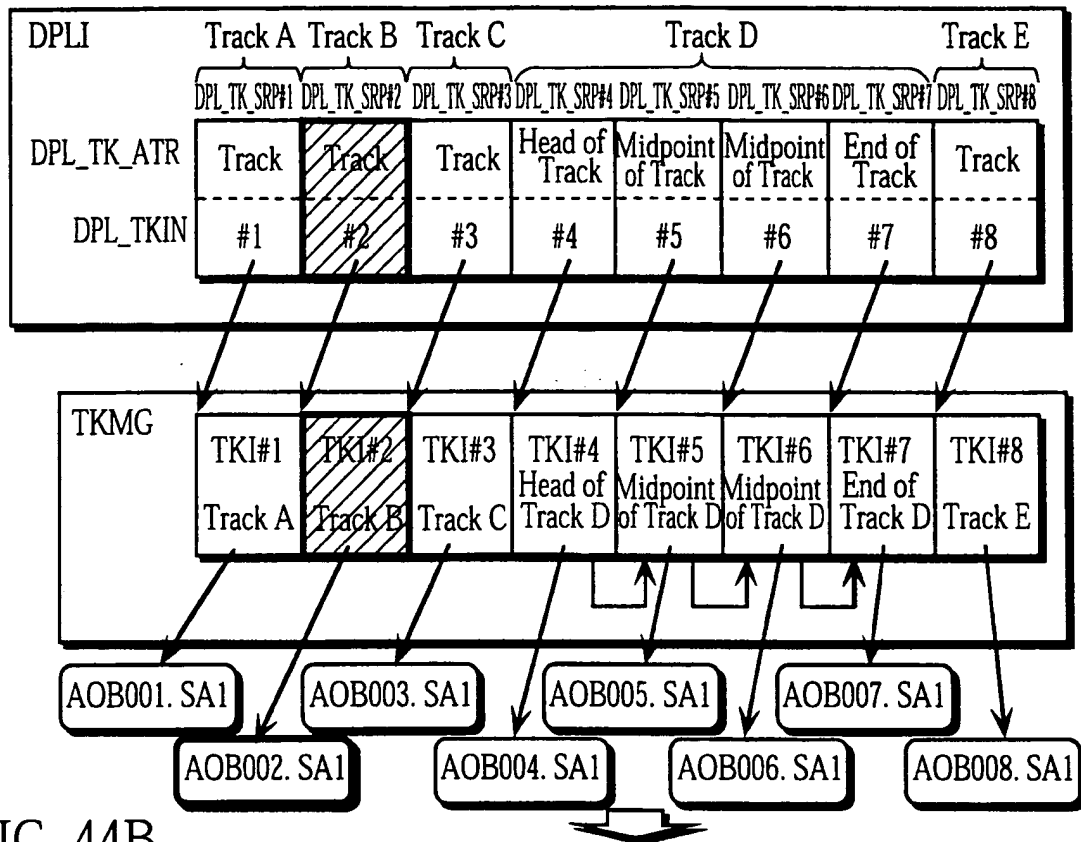 DPLI Track A Track B Track C Track D Track E
DPL_TK_SRP#1 DPL_TK_SRP#2 DPL_TK_SRP#3 DPL_TK_SRP#4 DPL_TK_SRP#5 DPL_TK_SRP#6 DPL_TK_SRP#7 DPL_TK_SRP#8
DPL_TK_ATR Track Track Track Head of Track Midpoint of Track Midpoint of Track End of Track Track
DPL_TKIN #1 #2 #3 #4 #5 #6 #7 #8
TKMG
TKI#1 TKI#2 TKI#3 TKI#4 TKI#5 TKI#6 TKI#7 TKI#8
Track A Track B Track C Head of Track D Midpoint of Track D Midpoint of Track D End of Track D Track E
AOB001. SA1 AOB003. SA1 AOB005. SA1 AOB007. SA1
AOB002. SA1 AOB004. SA1 AOB006. SA1 AOB008. SA1
44B